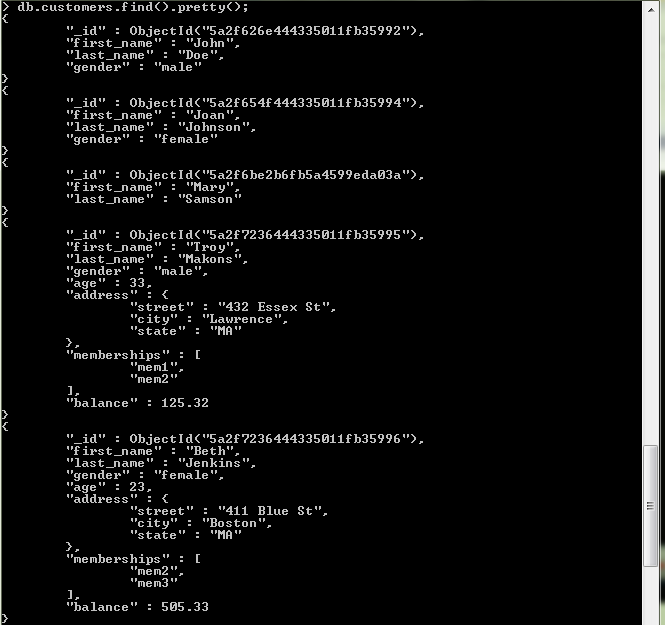 > db.customers.find().pretty();
{
"_id" : ObjectId("5a2f626e444335011fb35992"),
"first_name" : "John",
"last_name" : "Doe",
"gender" : "male"
}
{
"_id" : ObjectId("5a2f654f444335011fb35994"),
"first_name" : "Joan",
"last_name" : "Johnson",
"gender" : "female"
}
{
"_id" : ObjectId("5a2f6be2b6fb5a4599eda03a"),
"first_name" : "Mary",
"last_name" : "Samson"
}
{
"_id" : ObjectId("5a2f7236444335011fb35995"),
"first_name" : "Troy",
"last_name" : "Makons",
"gender" : "male",
"age" : 33,
"address" : {
"street" : "432 Essex St",
"city" : "Lawrence",
"state" : "MA"
},
"memberships" : [
"mem1",
"mem2"
],
"balance" : 125.32
}
{
"_id" : ObjectId("5a2f7236444335011fb35996"),
"first_name" : "Beth",
"last_name" : "Jenkins",
"gender" : "female",
"age" : 23,
"address" : {
"street" : "411 Blue St",
"city" : "Boston",
"state" : "MA"
},
"memberships" : [
"mem2",
"mem3"
],
"balance" : 505.33
}